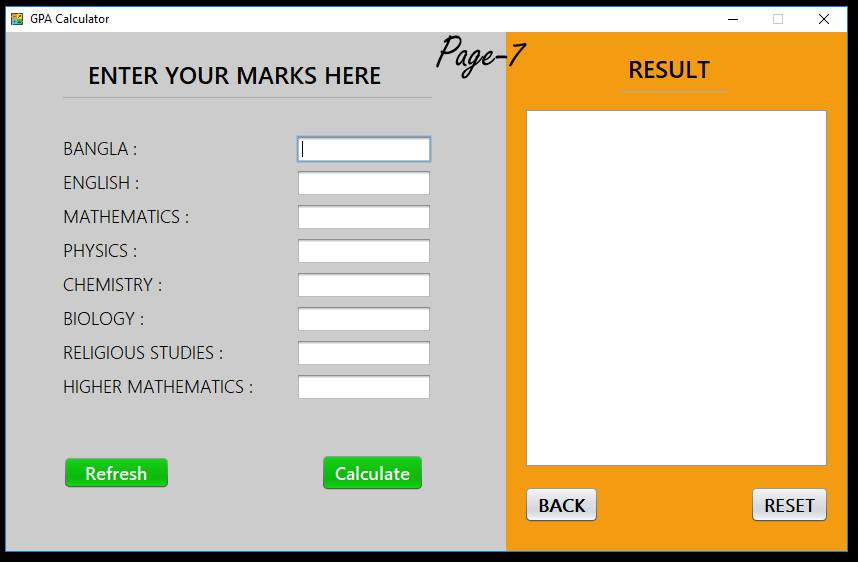 GPA Calculator
Page-7
ENTER YOUR MARKS HERE
BANGLA :
ENGLISH :
MATHEMATICS :
PHYSICS :
CHEMISTRY :
BIOLOGY :
RELIGIOUS STUDIES :
HIGHER MATHEMATICS :
Refresh
Calculate
RESULT
BACK
RESET